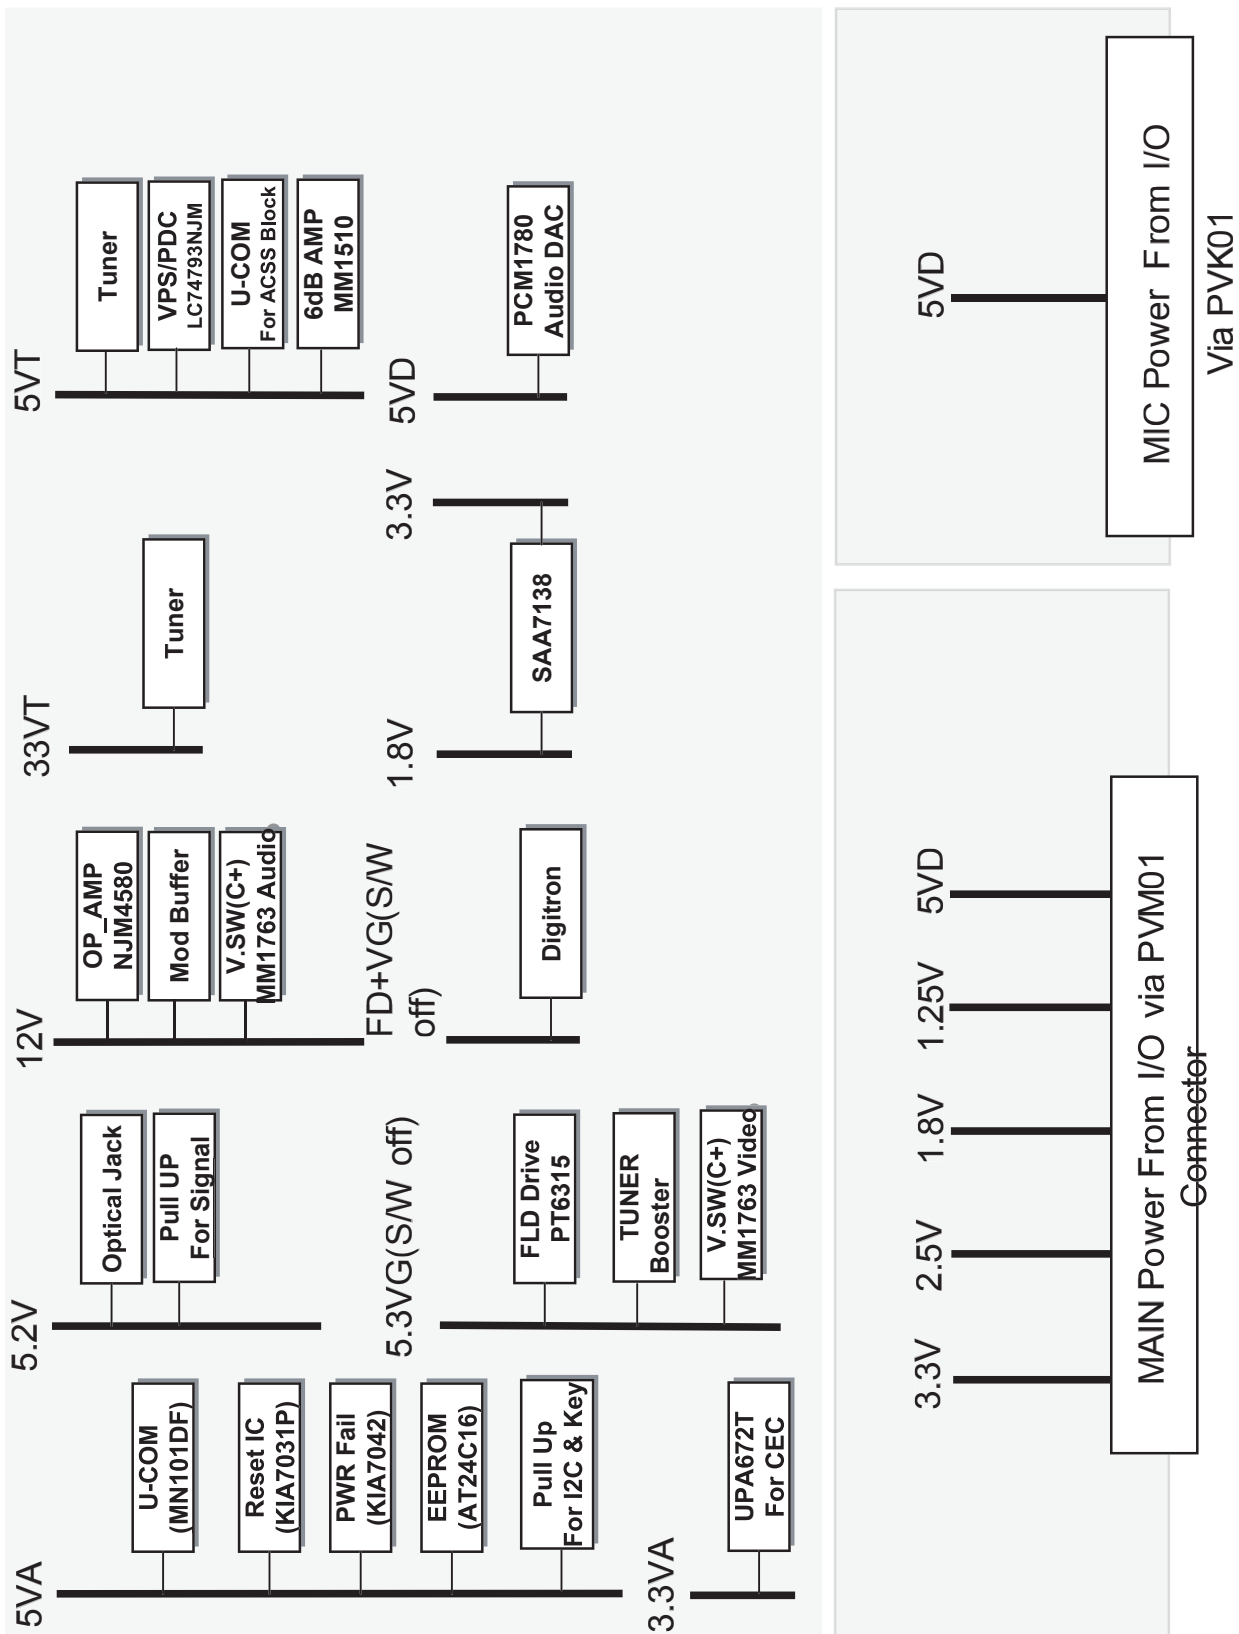 5VA
U-COM
(MN101DF)
Reset IC
(KIA7031P)
PWR Fail
(KIA7042)
EEPROM
(AT24C16)
Pull Up
For I2C & Key
3.3VA
UPA672T
For CEC
5.2V
Optical Jack
Pull UP
For Signal
5.3VG(S/W off)
FLD Drive
PT6315
TUNER
Booster
V.SW(C+)
MM1763 Video
12V
OP_AMP
NJM4580
Mod Buffer
V.SW(C+)
MM1763 Audio
FD+VG(S/W
off)
Digitron
33VT
Tuner
1.8V
SAA7138
3.3V
5VT
Tuner
VPS/PDC
LC74793NJM
U-COM
For ACSS Block
6dB AMP
MM1510
5VD
PCM1780
Audio DAC
3.3V
2.5V
1.8V
1.25V
5VD
MAIN Power From I/O via PVM01
Connector
5VD
MIC Power From I/O
Via PVK01